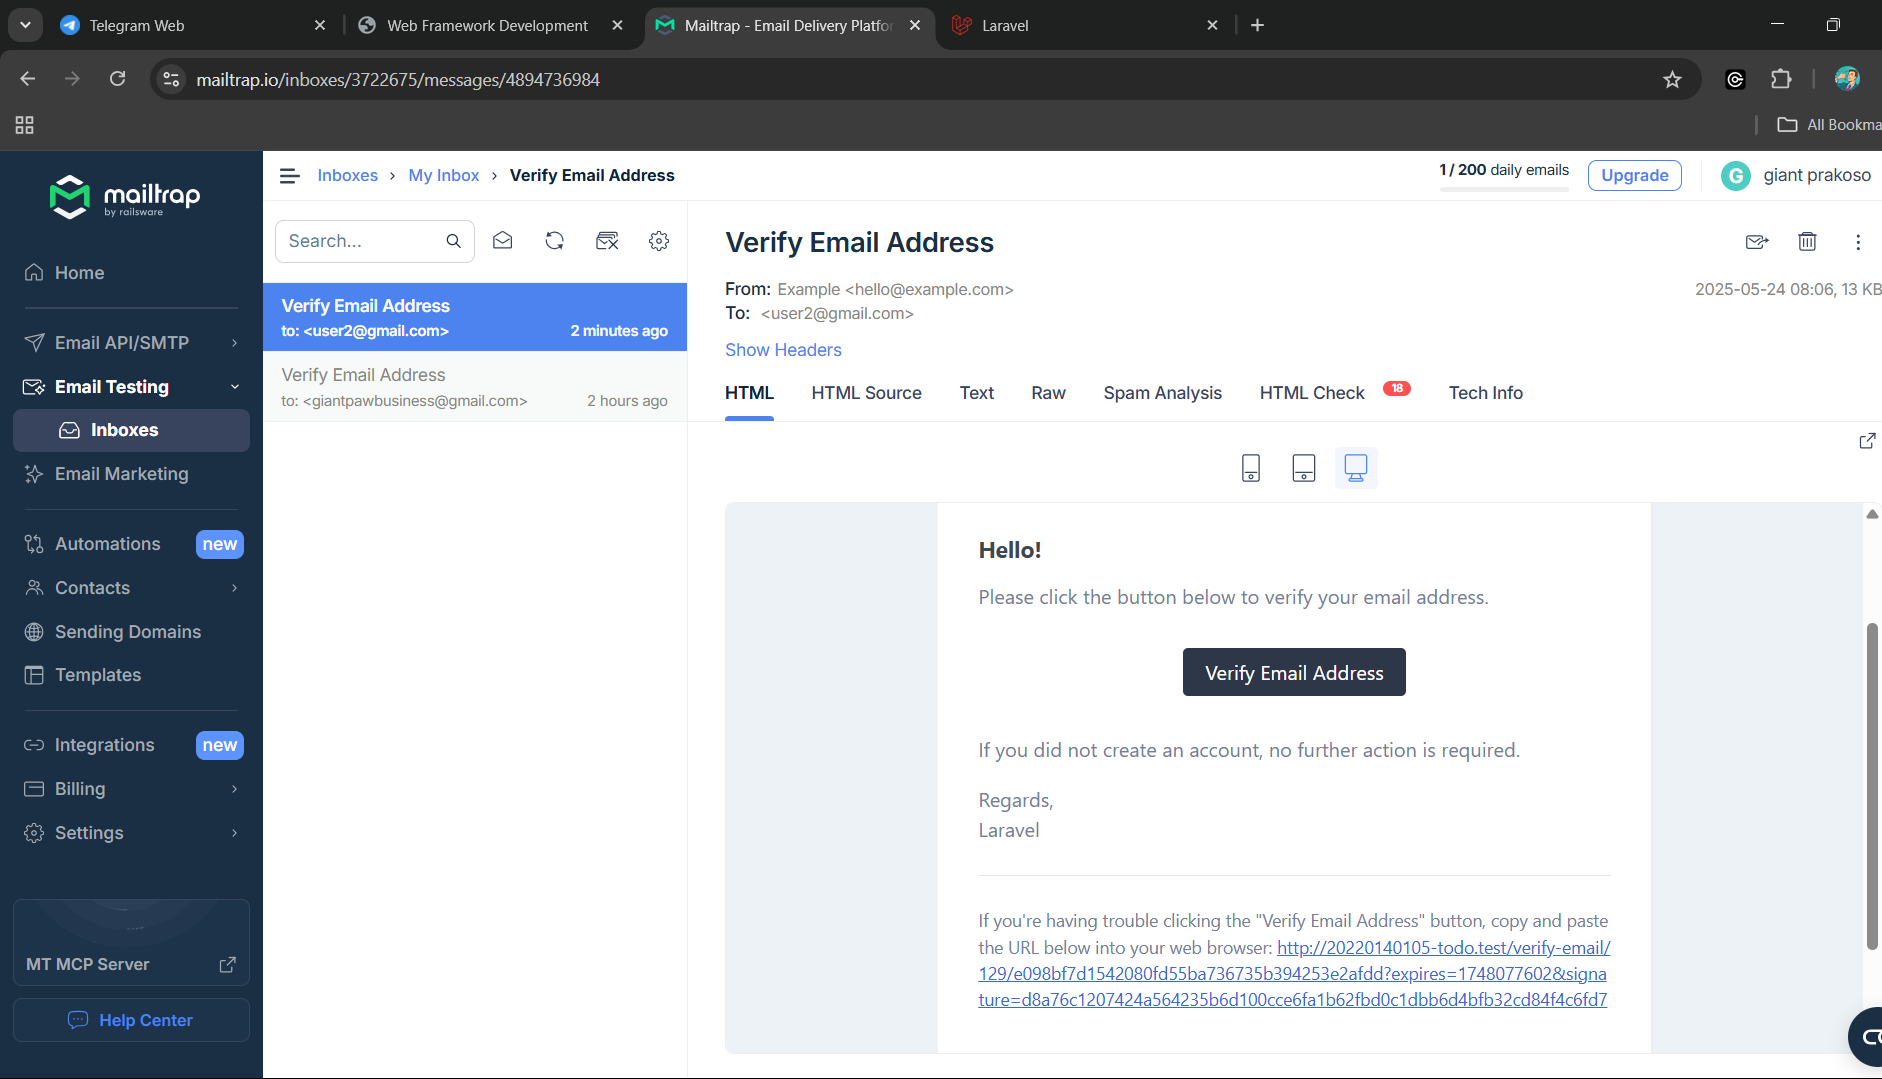 Telegram Web
Web Framework Development
Mailtrap - Email Delivery Platfo
Laravel
mailtrap.io/inboxes/3722675/messages/4894736984
All Bookma
mailtrap
by railsware
Home
Email API/SMTP
Email Testing
Inboxes
Email Marketing
Automations new
Contacts
Sending Domains
Templates
Integrations new
Billing
Settings
MT MCP Server
Help Center
Inboxes › My Inbox › Verify Email Address
1 / 200 daily emails
Upgrade
G giant prakoso
Search...
Verify Email Address
to: <user2@gmail.com> 2 minutes ago
Verify Email Address
to: <giantpawbusiness@gmail.com> 2 hours ago
Verify Email Address
From: Example <hello@example.com>
2025-05-24 08:06, 13 KB
To: <user2@gmail.com>
Show Headers
HTML HTML Source Text Raw Spam Analysis HTML Check 18 Tech Info
Hello!
Please click the button below to verify your email address.
Verify Email Address
If you did not create an account, no further action is required.
Regards,
Laravel
If you're having trouble clicking the "Verify Email Address" button, copy and paste
the URL below into your web browser: http://20220140105-todo.test/verify-email/
129/e098bf7d1542080fd55ba736735b394253e2afdd?expires=1748077602&signa
ture=d8a76c1207424a564235b6d100cce6fa1b62fbd0c1dbb6d4bfb32cd84f4c6fd7